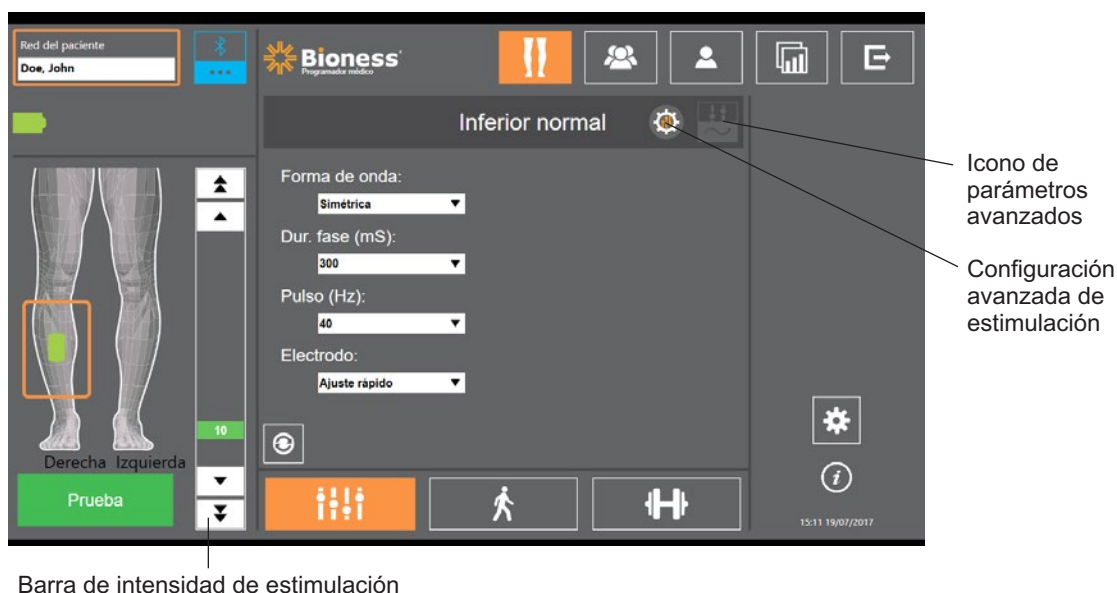 Red del paciente
Doe, John
Bioness
Programador médico
Inferior normal
Forma de onda:
Simétrica
Dur. fase (mS):
300
Pulso (Hz):
40
Electrodo:
Ajuste rápido
10
Derecha Izquierda
Prueba
i
15:11 19/07/2017
Icono de
parámetros
avanzados
Configuración
avanzada de
estimulación
Barra de intensidad de estimulación